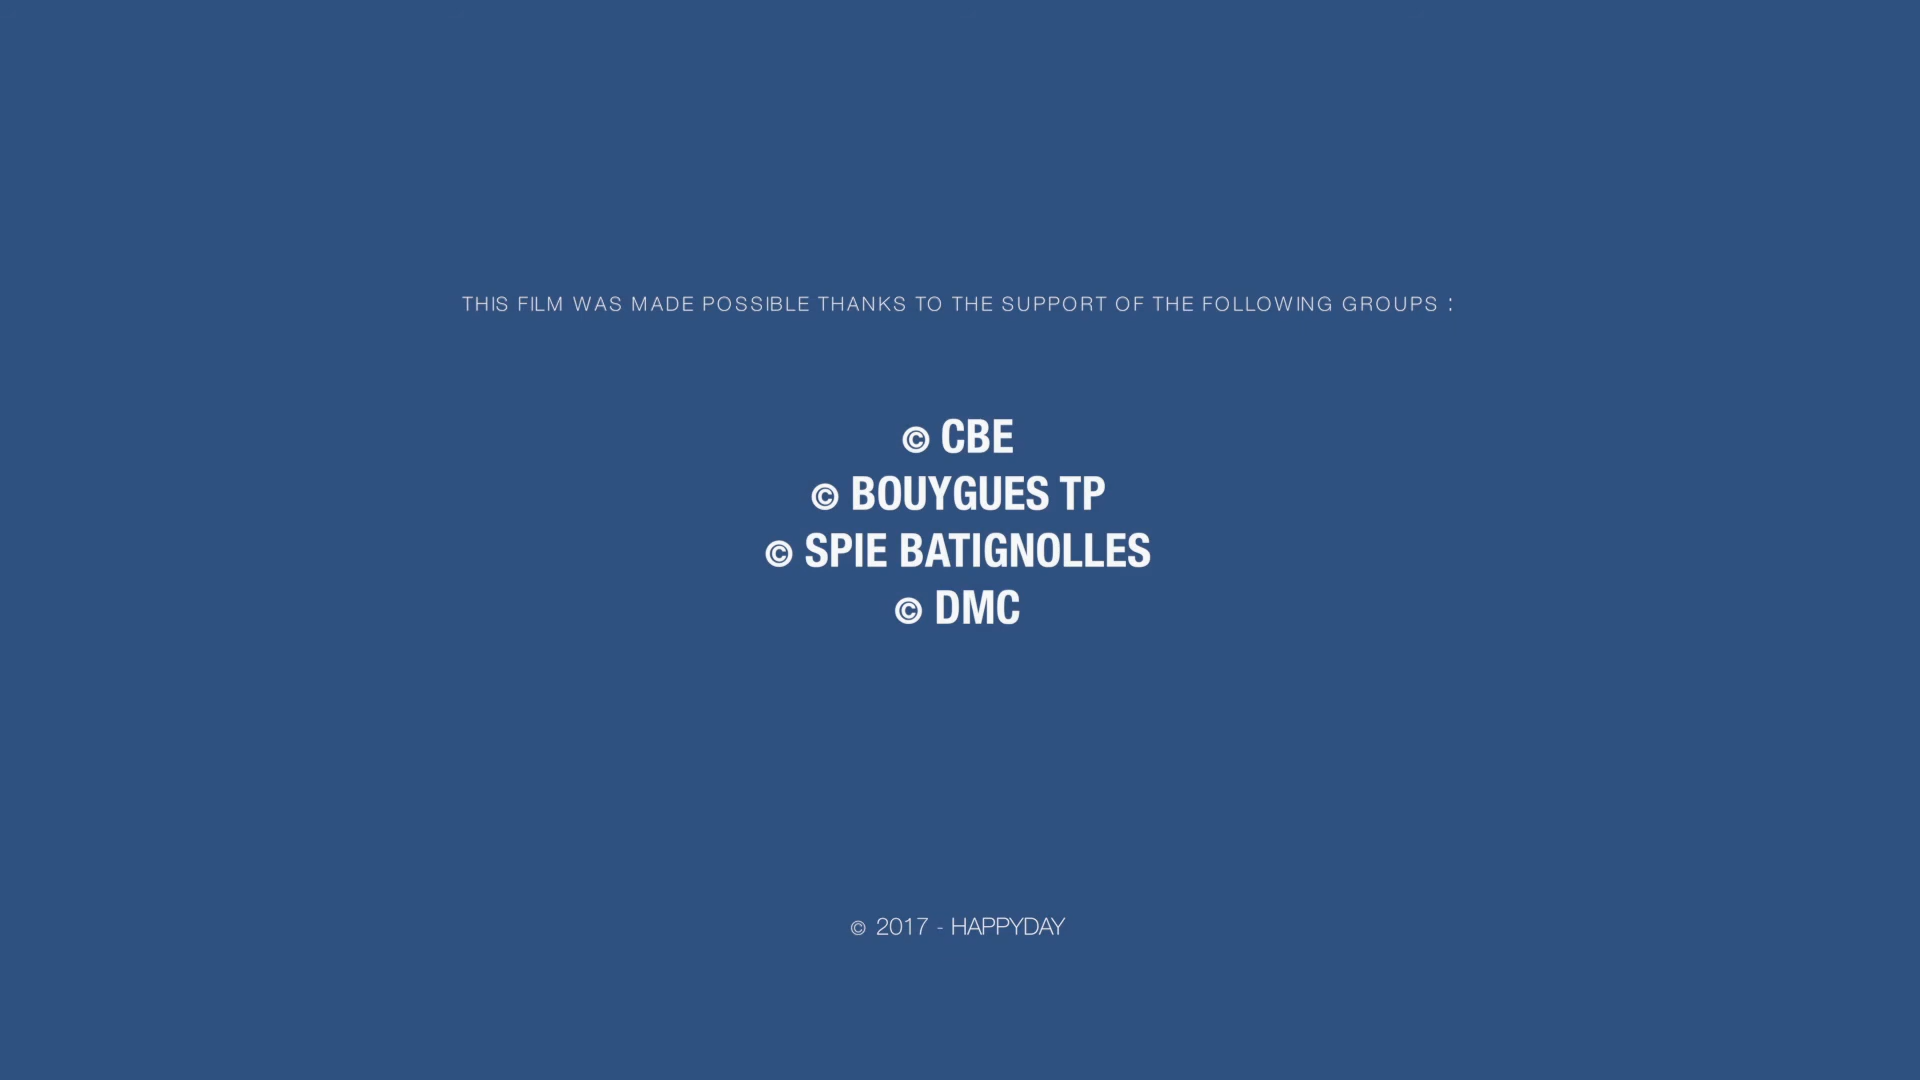 THIS FILM WAS MADE POSSIBLE THANKS TO THE SUPPORT OF THE FOLLOWING GROUPS :
© CBE
© BOUYGUES TP
© SPIE BATIGNOLLES
© DMC
© 2017 - HAPPYDAY